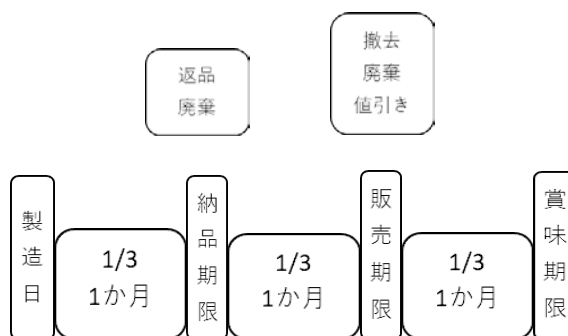 返品
廃棄
撤去
廃棄
値引き
製造日
1/3
1か月
納品期限
1/3
1か月
販売期限
1/3
1か月
賞味期限